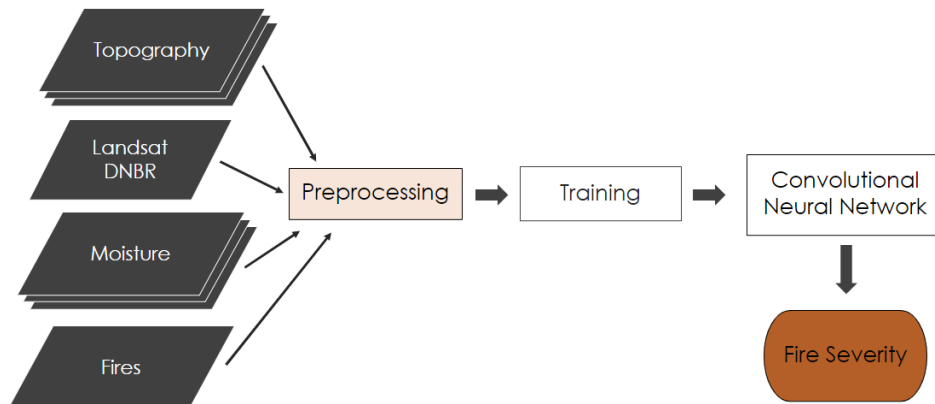 Topography
Landsat
DNBR
Moisture
Fires
Preprocessing
Training
Convolutional
Neural Network
Fire Severity